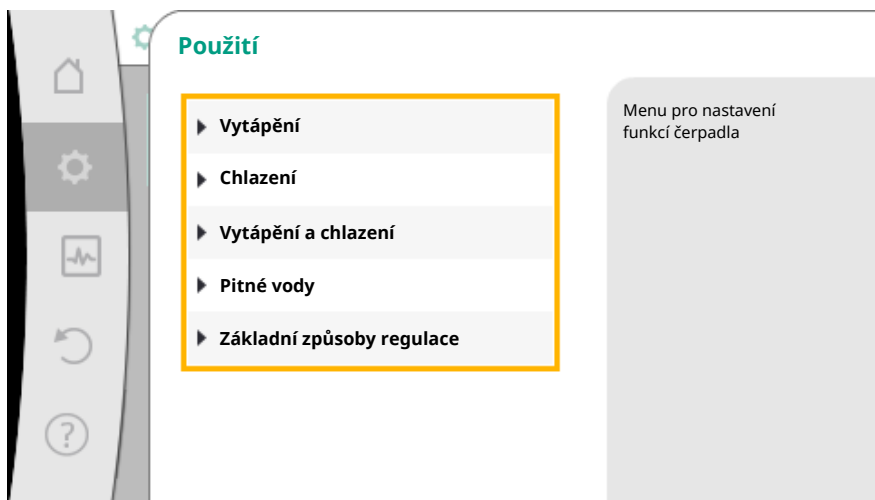 Použití
Vytápění
Chlazení
Vytápění a chlazení
Pitné vody
Základní způsoby regulace
Menu pro nastavení
funkcí čerpadla
?